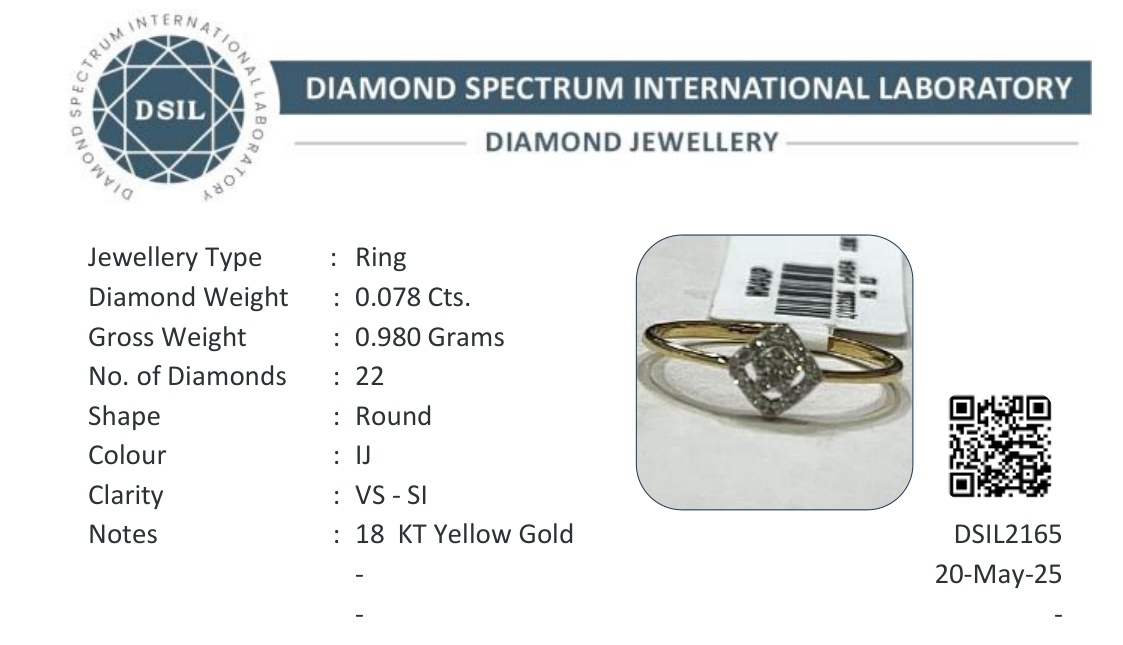 DIAMOND SPECTRUM INTERNATIONAL LABORATORY
DSIL
DIAMOND SPECTRUM INTERNATIONAL LABORATORY
DIAMOND JEWELLERY
Jewellery Type : Ring
Diamond Weight : 0.078 Cts.
Gross Weight : 0.980 Grams
No. of Diamonds : 22
Shape : Round
Colour : IJ
Clarity : VS - SI
Notes : 18 KT Yellow Gold
-
-
DSIL2165
20-May-25
-